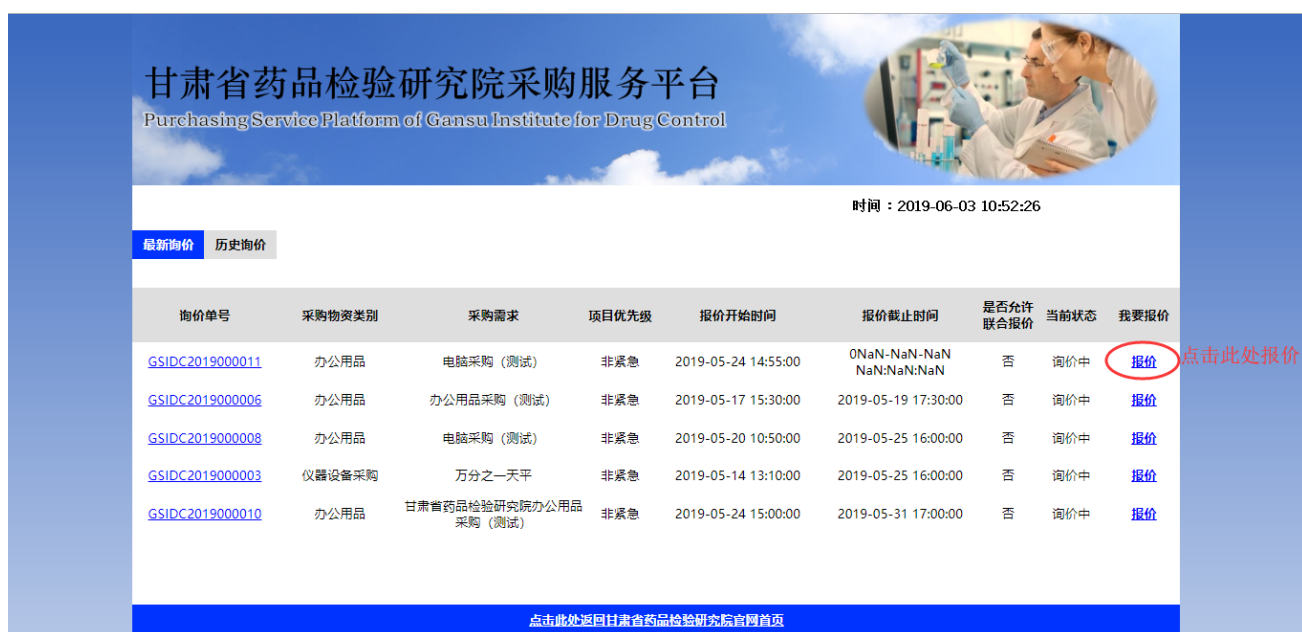 甘肃省药品检验研究院采购服务平台
Purchasing Service Platform of Gansu Institute for Drug Control
时间：2019-06-03 10:52:26
最新询价 历史询价
询价单号 采购物资类别 采购需求 项目优先级 报价开始时间 报价截止时间 是否允许联合报价 当前状态 我要报价
GSIDC2019000011 办公用品 电脑采购（测试） 非紧急 2019-05-24 14:55:00 0NaN-NaN-NaN NaN:NaN:NaN 否 询价中 报价 点击此处报价
GSIDC2019000006 办公用品 办公用品采购（测试） 非紧急 2019-05-17 15:30:00 2019-05-19 17:30:00 否 询价中 报价
GSIDC2019000008 办公用品 电脑采购（测试） 非紧急 2019-05-20 10:50:00 2019-05-25 16:00:00 否 询价中 报价
GSIDC2019000003 仪器设备采购 万分之一天平 非紧急 2019-05-14 13:10:00 2019-05-25 16:00:00 否 询价中 报价
GSIDC2019000010 办公用品 甘肃省药品检验研究院办公用品采购（测试） 非紧急 2019-05-24 15:00:00 2019-05-31 17:00:00 否 询价中 报价
点击此处返回甘肃省药品检验研究院官网首页